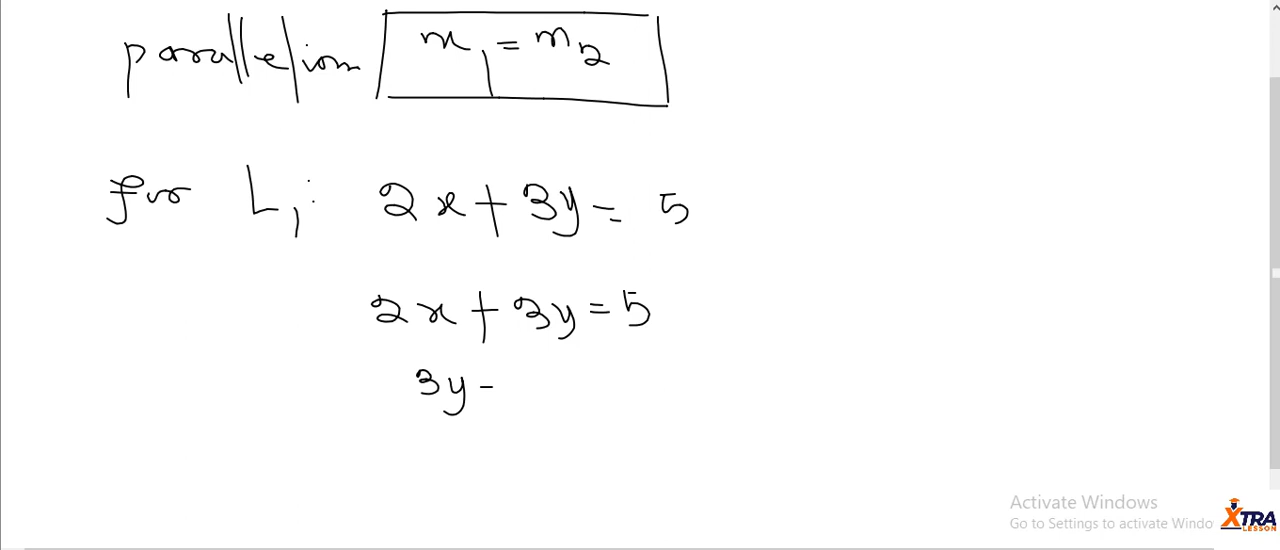 parallelism m₁ = m₂
for L₁: 2x + 3y = 5
2x + 3y = 5
3y -
Activate Windows
Go to Settings to activate Windo
XTRA
LESSON